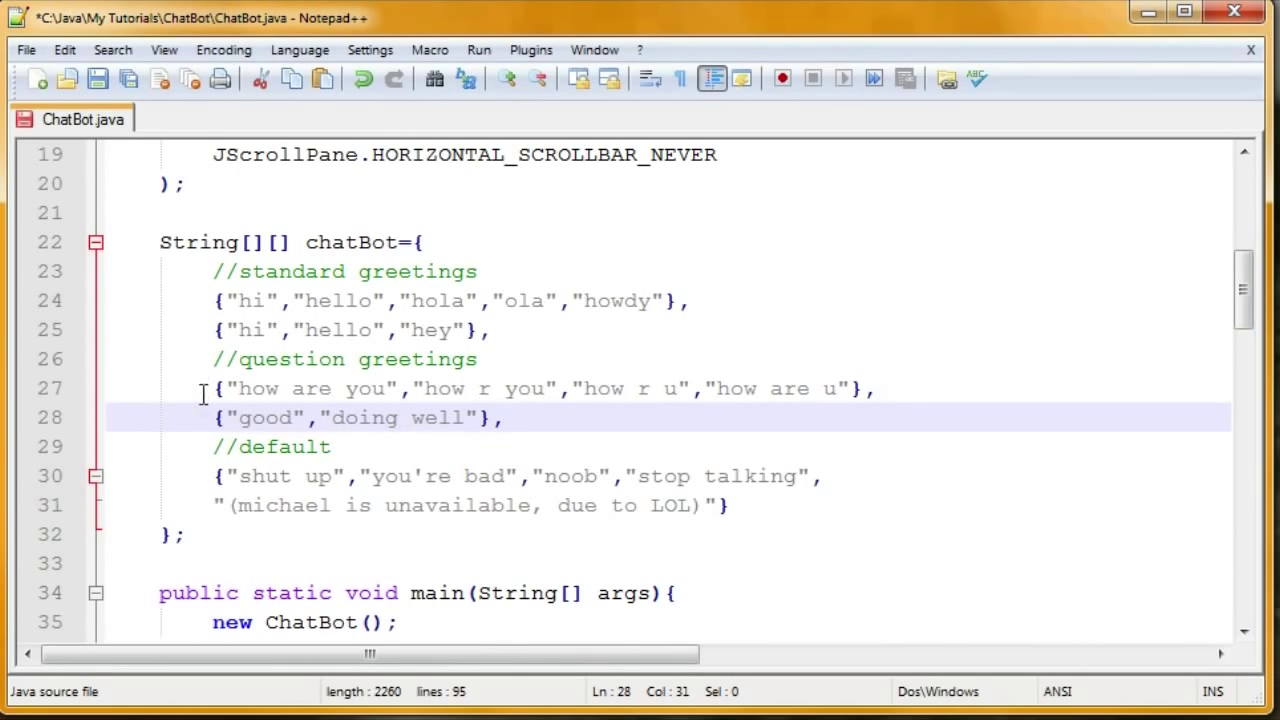 *C:\Java\My Tutorials\ChatBot\ChatBot.java - Notepad++
File Edit Search View Encoding Language Settings Macro Run Plugins Window ? X
ABC
ChatBot.java
19 JScrollPane.HORIZONTAL_SCROLLBAR_NEVER
20 );
21
22 String[][] chatBot={
23 //standard greetings
24 {"hi","hello","hola","ola","howdy"},
25 {"hi","hello","hey"},
26 //question greetings
27 {"how are you","how r you","how r u","how are u"},
28 {"good","doing well"},
29 //default
30 {"shut up","you're bad","noob","stop talking",
31 "(michael is unavailable, due to LOL)"}
32 };
33
34 public static void main(String[] args){
35 new ChatBot();
Java source file length : 2260 lines : 95 Ln : 28 Col : 31 Sel : 0 Dos\Windows ANSI INS